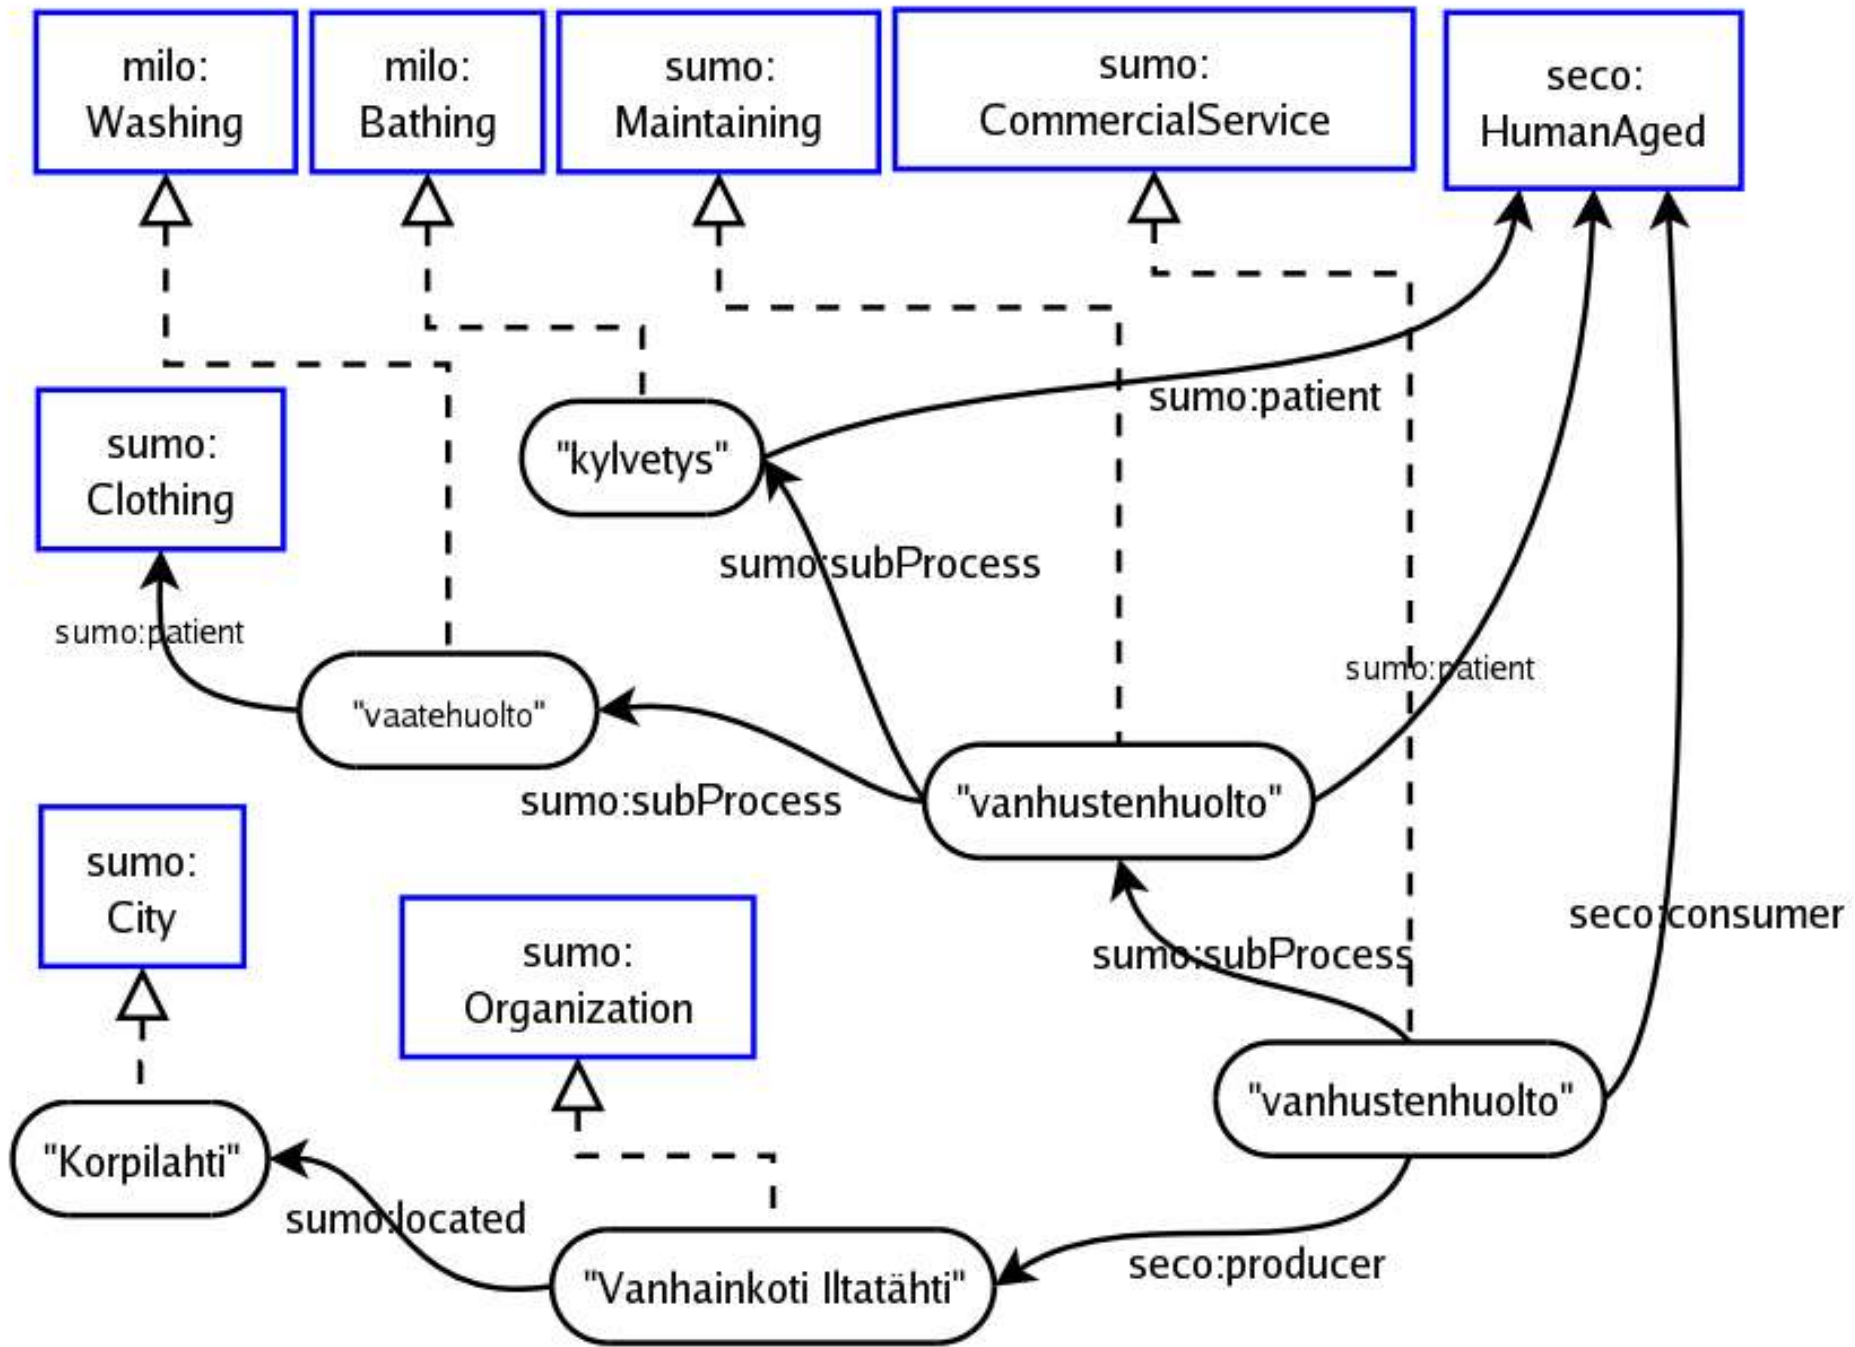 milo:
Washing
milo:
Bathing
sumo:
Maintaining
sumo:
CommercialService
seco:
HumanAged
sumo:patient
sumo:
Clothing
"kylvetys"
sumo:subProcess
sumo:patient
sumo:patient
"vaatehuolto"
sumo:subProcess
"vanhustenhuolto"
sumo:
City
sumo:
Organization
seco:consumer
sumo:subProcess
"vanhustenhuolto"
"Korpilahti"
sumo:located
"Vanhainkoti Iltatähti"
seco:producer